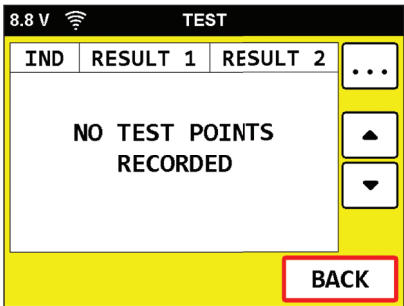 8.8 V TEST
IND RESULT 1 RESULT 2 ...
NO TEST POINTS
RECORDED
BACK